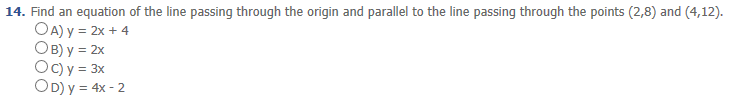 14. Find an equation of the line passing through the origin and parallel to the line passing through the points (2,8) and (4,12).
A) y = 2x + 4
B) y = 2x
C) y = 3x
D) y = 4x - 2